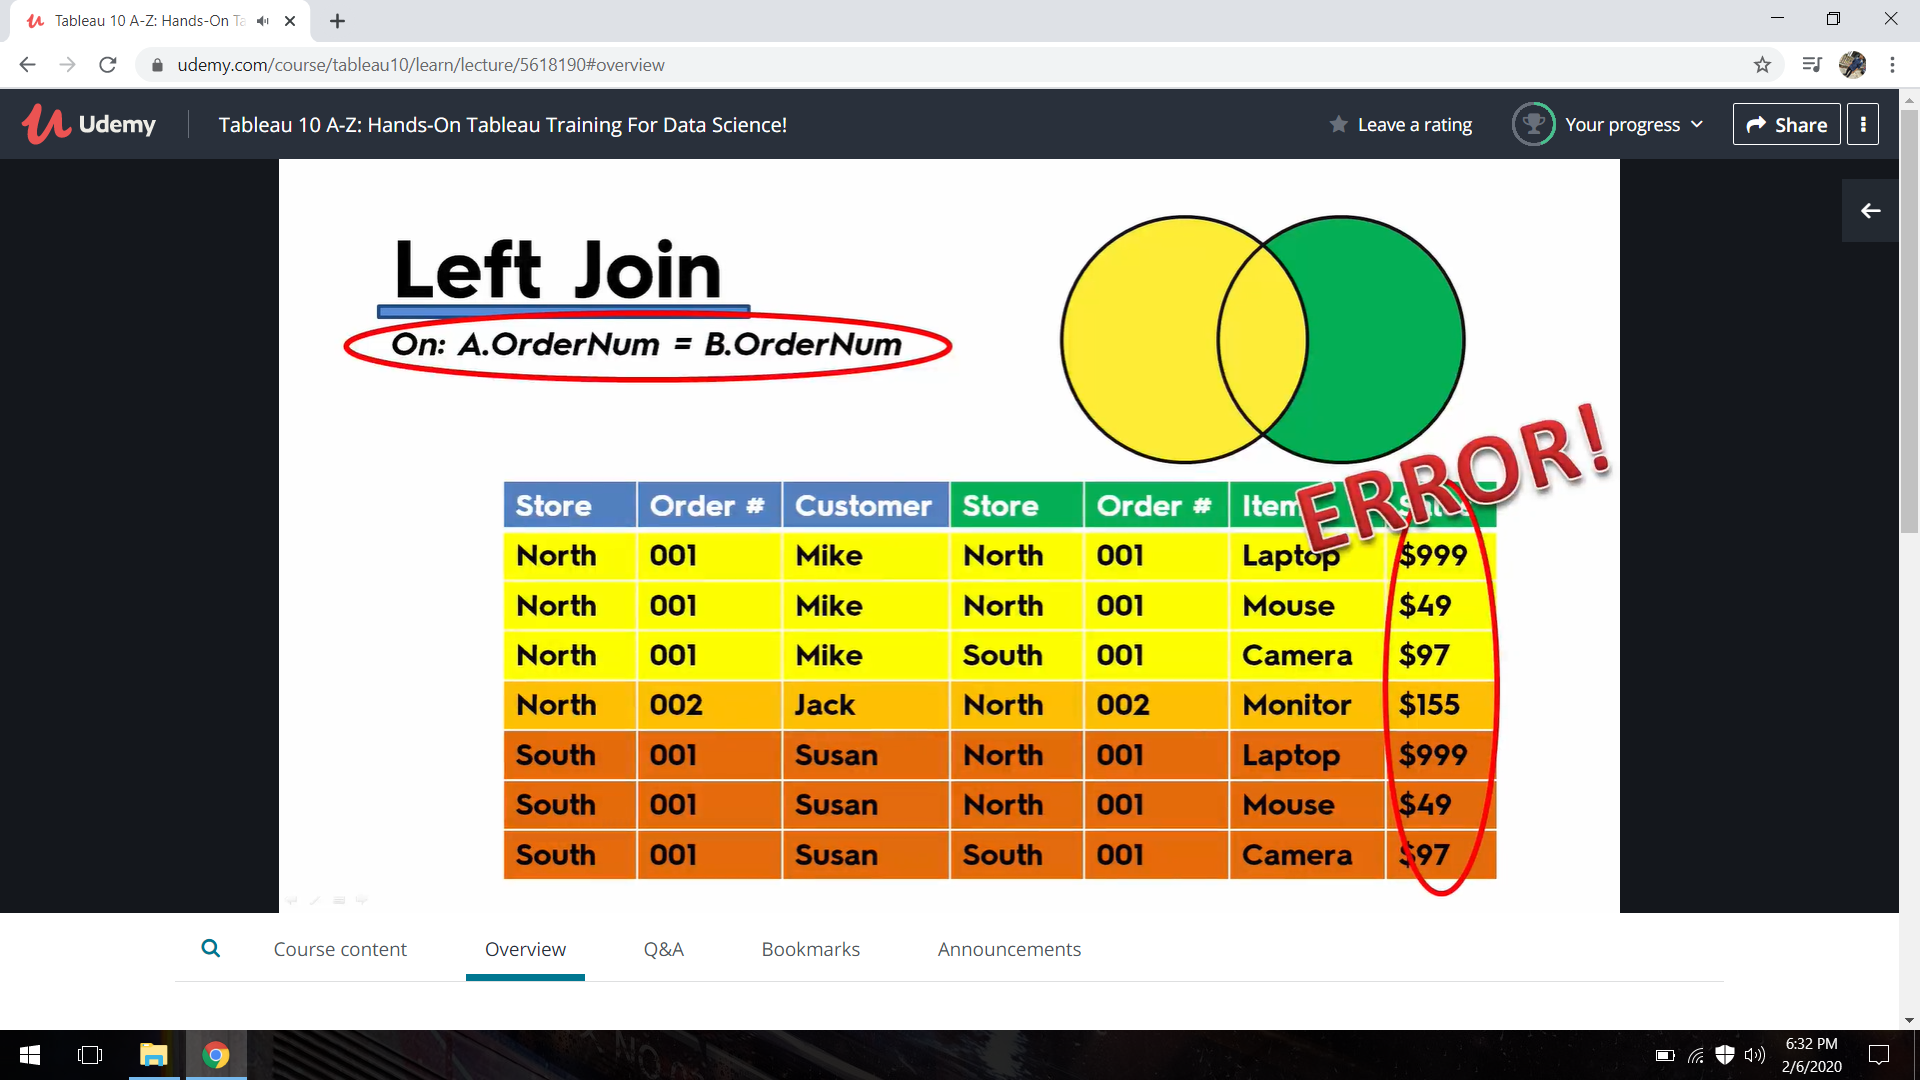 Tableau 10 A-Z: Hands-On Ta
udemy.com/course/tableau10/learn/lecture/5618190#overview
Udemy
Tableau 10 A-Z: Hands-On Tableau Training For Data Science!
Leave a rating
Your progress
Share
Left Join
On: A.OrderNum = B.OrderNum
ERROR!
Store Order # Customer Store Order # Item
North 001 Mike North 001 Laptop $999
North 001 Mike North 001 Mouse $49
North 001 Mike South 001 Camera $97
North 002 Jack North 002 Monitor $155
South 001 Susan North 001 Laptop $999
South 001 Susan North 001 Mouse $49
South 001 Susan South 001 Camera $97
Course content Overview Q&A Bookmarks Announcements
6:32 PM
2/6/2020